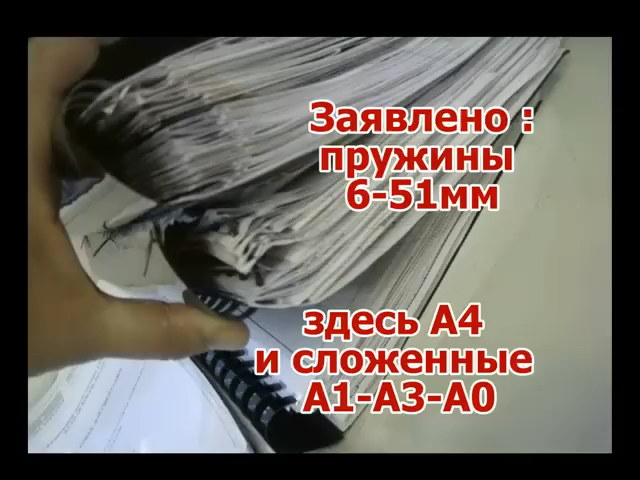 Заявлено :
пружины
6-51мм
здесь А4
и сложенные
А1-А3-А0